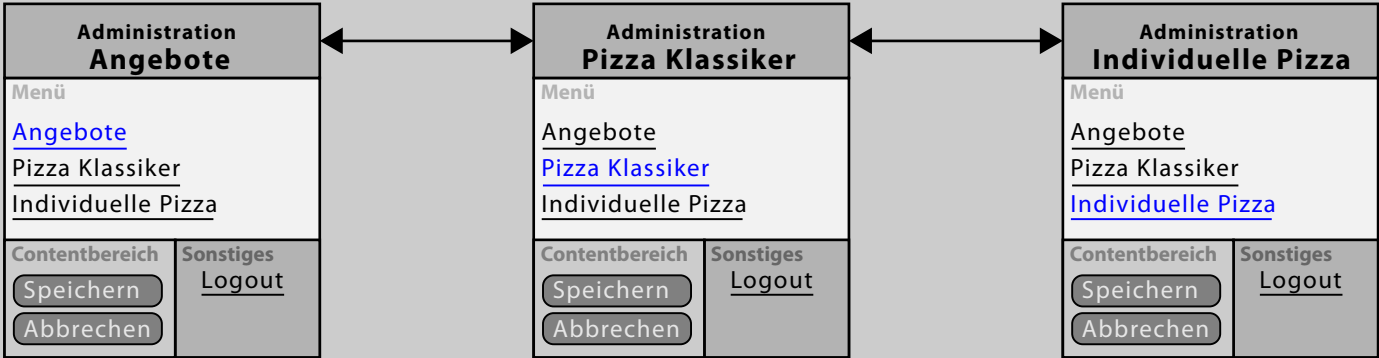 Administration
Angebote
Menü
Angebote
Pizza Klassiker
Individuelle Pizza
Contentbereich
Speichern
Abbrechen
Sonstiges
Logout
Administration
Pizza Klassiker
Menü
Angebote
Pizza Klassiker
Individuelle Pizza
Contentbereich
Speichern
Abbrechen
Sonstiges
Logout
Administration
Individuelle Pizza
Menü
Angebote
Pizza Klassiker
Individuelle Pizza
Contentbereich
Speichern
Abbrechen
Sonstiges
Logout